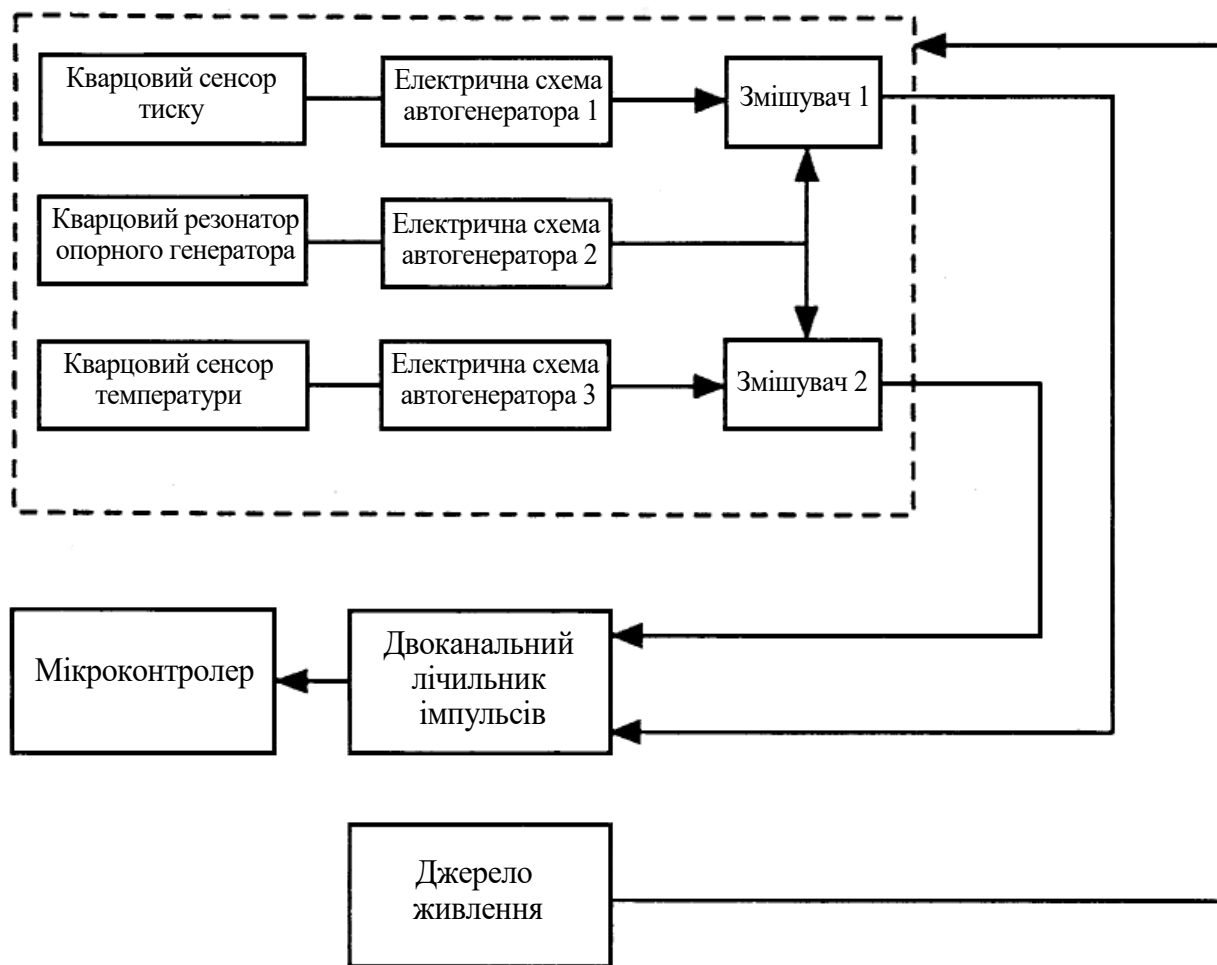 Кварцовий сенсор
тиску
Електрична схема
автогенератора 1
Змішувач 1
Кварцовий резонатор
опорного генератора
Електрична схема
автогенератора 2
Кварцовий сенсор
температури
Електрична схема
автогенератора 3
Змішувач 2
Мікроконтролер
Двоканальний
лічильник
імпульсів
Джерело
живлення